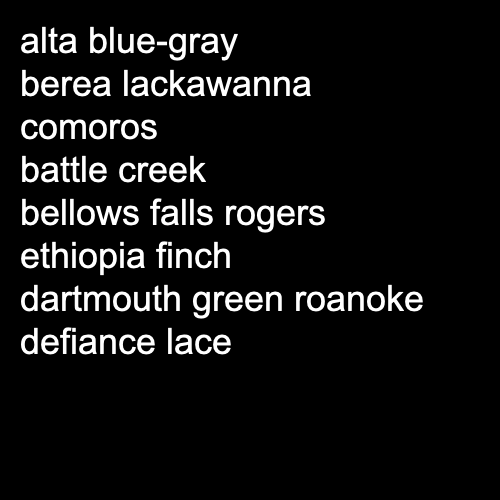 alta blue-gray
berea lackawanna
comoros
battle creek
bellows falls rogers
ethiopia finch
dartmouth green roanoke
defiance lace